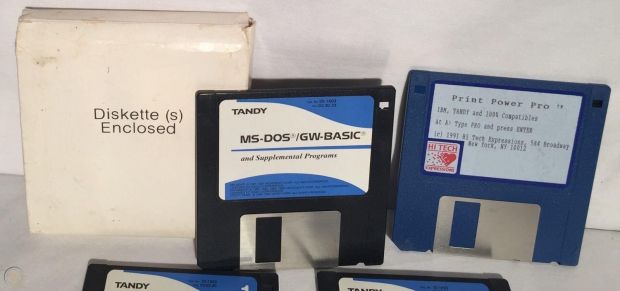 Diskette (s)
Enclosed
TANDY
MS-DOS®/GW-BASIC®
and Supplemental Programs
Print Power Pro ™
IBM, TANDY and 100% Compatibles
At A> Type PRO and press ENTER
(c) 1991 Hi Tech Expressions, 584 Broadway
New York, NY 10012
HI TECH
EXPRESSIONS
TANDY
1
TANDY